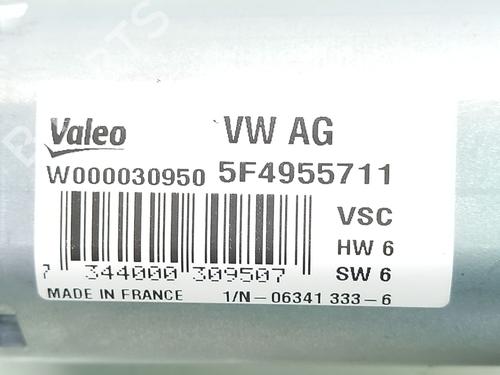 Valeo VW AG
W000030950 5F4955711
VSC
HW 6
7 344000 309507 SW 6
MADE IN FRANCE 1/N-06341 333-6